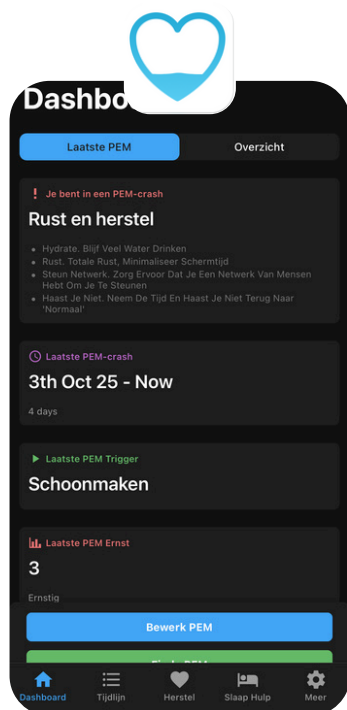 Dashbo
Laatste PEM Overzicht
Je bent in een PEM-crash
Rust en herstel
Hydrate. Blijf Veel Water Drinken
Rust. Totale Rust, Minimaliseer Schermtijd
Steun Netwerk. Zorg Ervoor Dat Je Een Netwerk Van Mensen
Hebt Om Je Te Steunen
Haast Je Niet. Neem De Tijd En Haast Je Niet Terug Naar
'Normaal'
Laatste PEM-crash
3th Oct 25 - Now
4 days
Laatste PEM Trigger
Schoonmaken
Laatste PEM Ernst
3
Ernstig
Bewerk PEM
Dashboard Tijdlijn Herstel Slaap Hulp Meer